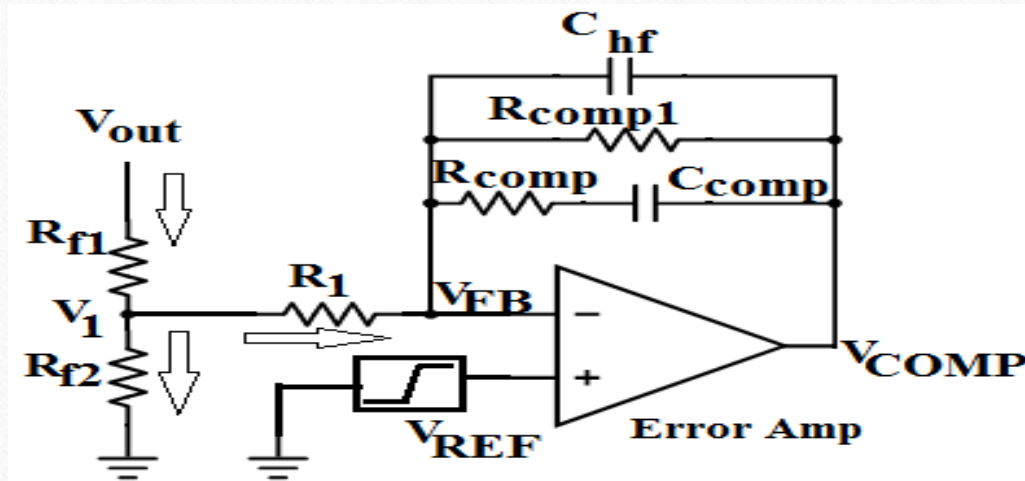 C hf
Rcomp1
Vout
Rcomp
Ccomp
Rf1
R1
VFB
V1
Rf2
VREF
VCOMP
Error Amp
−
+